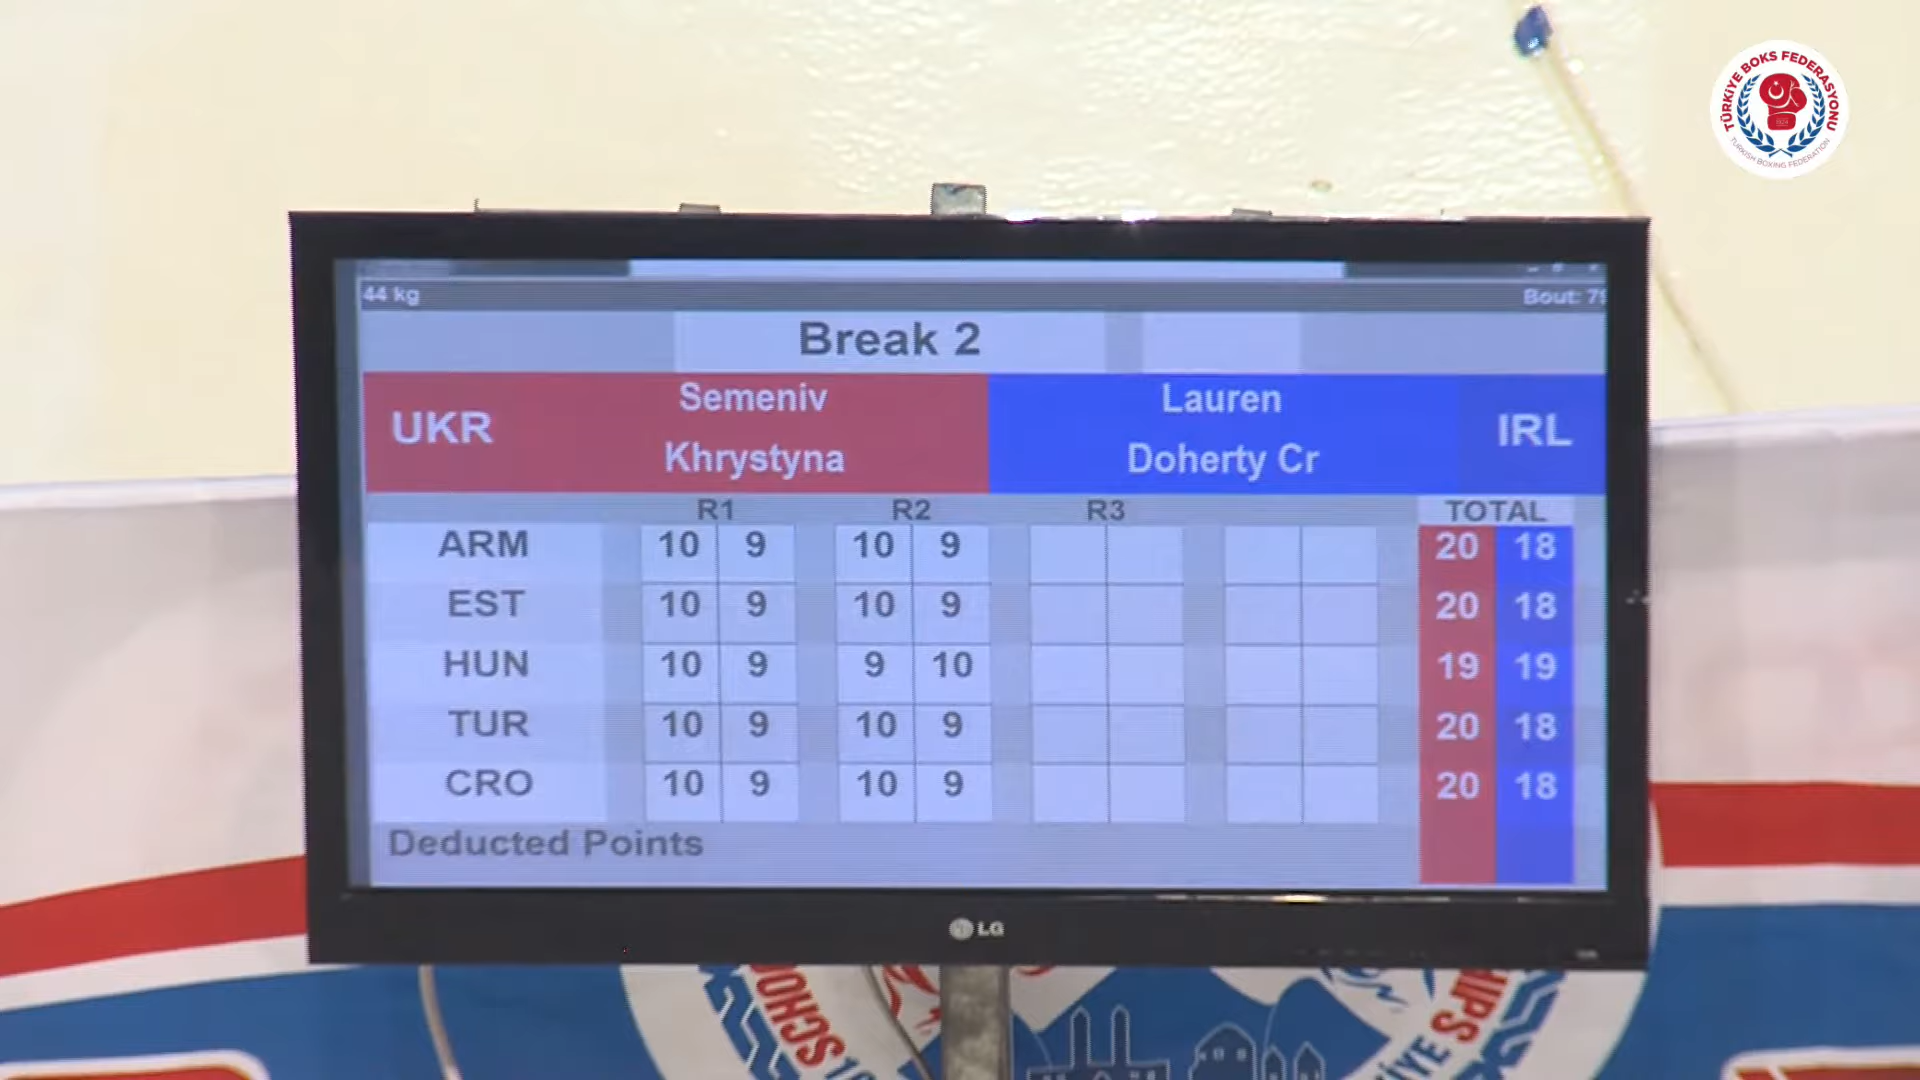 TÜRKİYE BOKS FEDERASYONU
TURKISH BOXING FEDERATION
44 kg
Bout: 79
Break 2
UKR
Semeniv
Khrystyna
Lauren
Doherty Cr
IRL
R1 R2 R3 TOTAL
ARM 10 9 10 9 20 18
EST 10 9 10 9 20 18
HUN 10 9 9 10 19 19
TUR 10 9 10 9 20 18
CRO 10 9 10 9 20 18
Deducted Points
LG